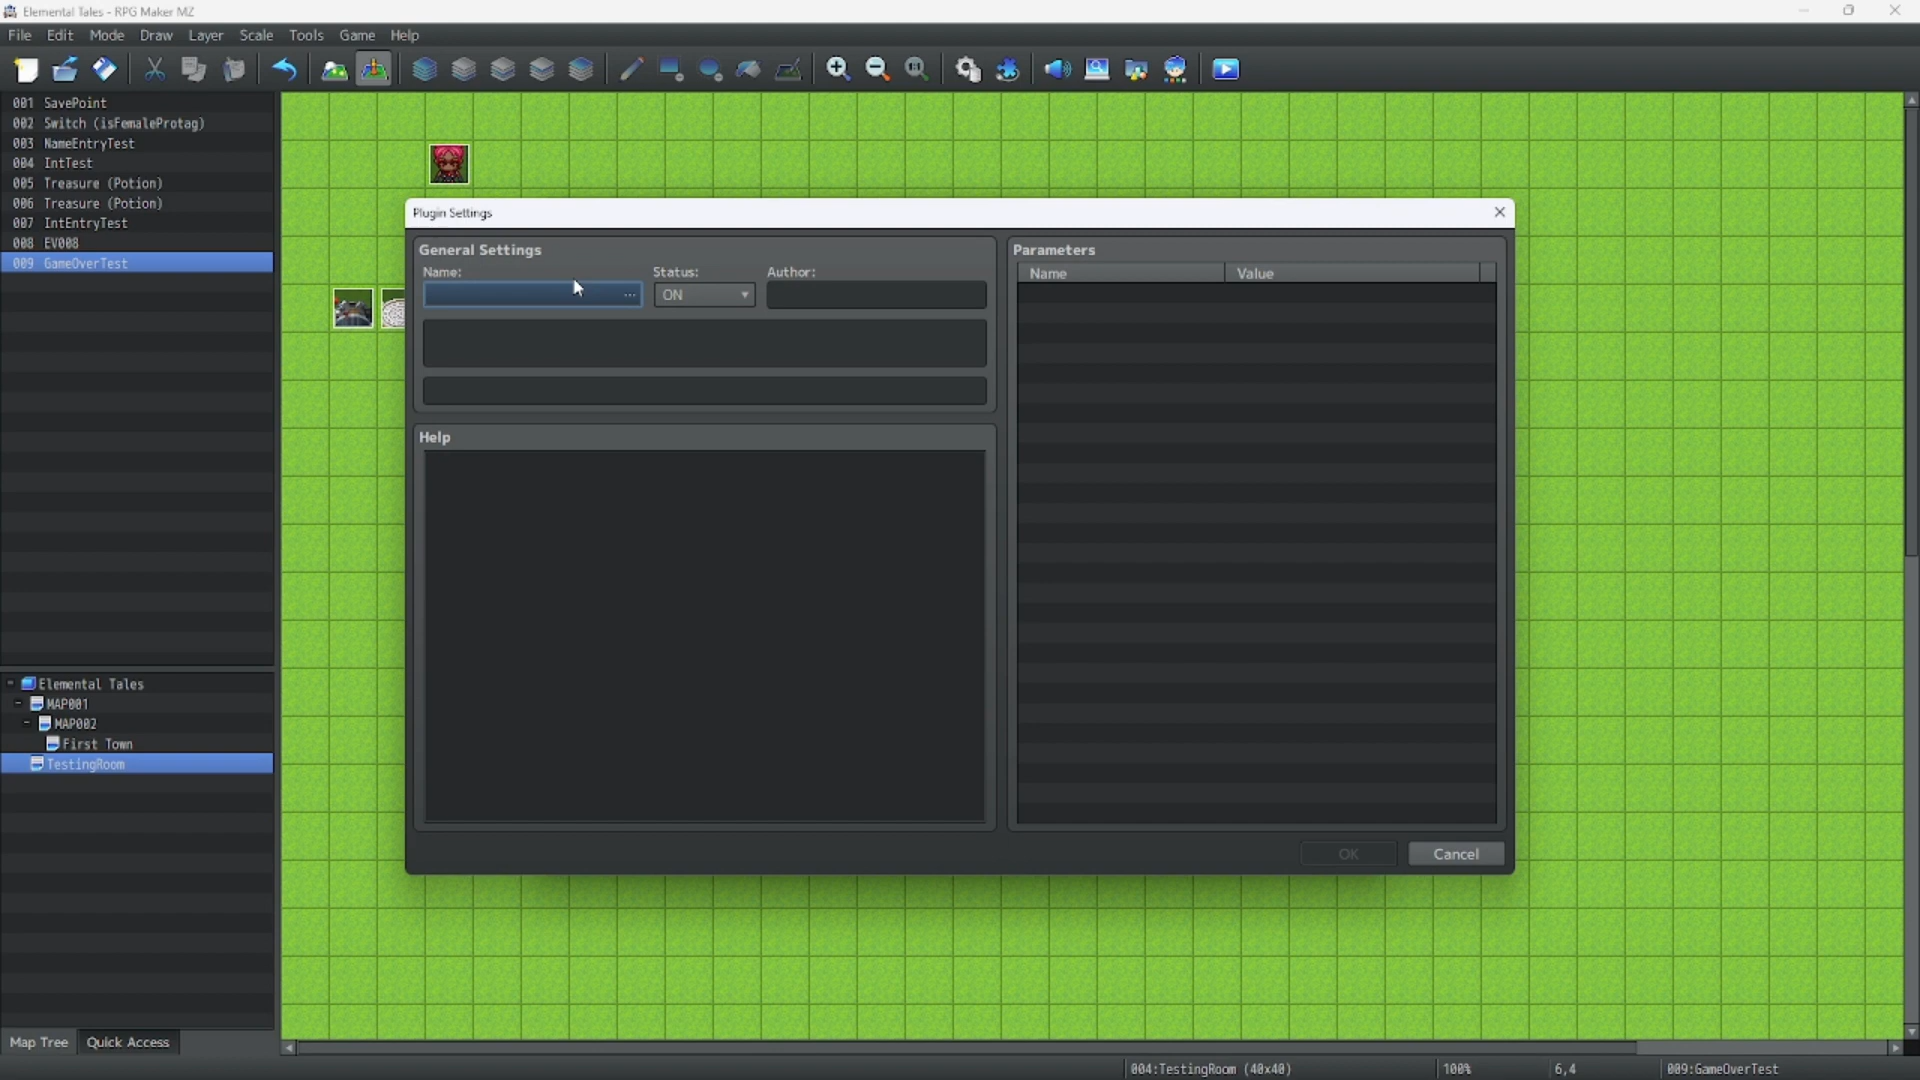 Elemental Tales - RPG Maker MZ
File Edit Mode Draw Layer Scale Tools Game Help
001 SavePoint
002 Switch (isFemaleProtag)
003 NameEntryTest
004 IntTest
005 Treasure (Potion)
006 Treasure (Potion)
007 IntEntryTest
008 EV008
009 GameOverTest
Plugin Settings
General Settings
Name: Status: Author:
... ON
Help
Parameters
Name Value
OK Cancel
Elemental Tales
MAP001
MAP002
First Town
TestingRoom
Map Tree Quick Access
004:TestingRoom (40x40) 100% 6,4 009:GameOverTest